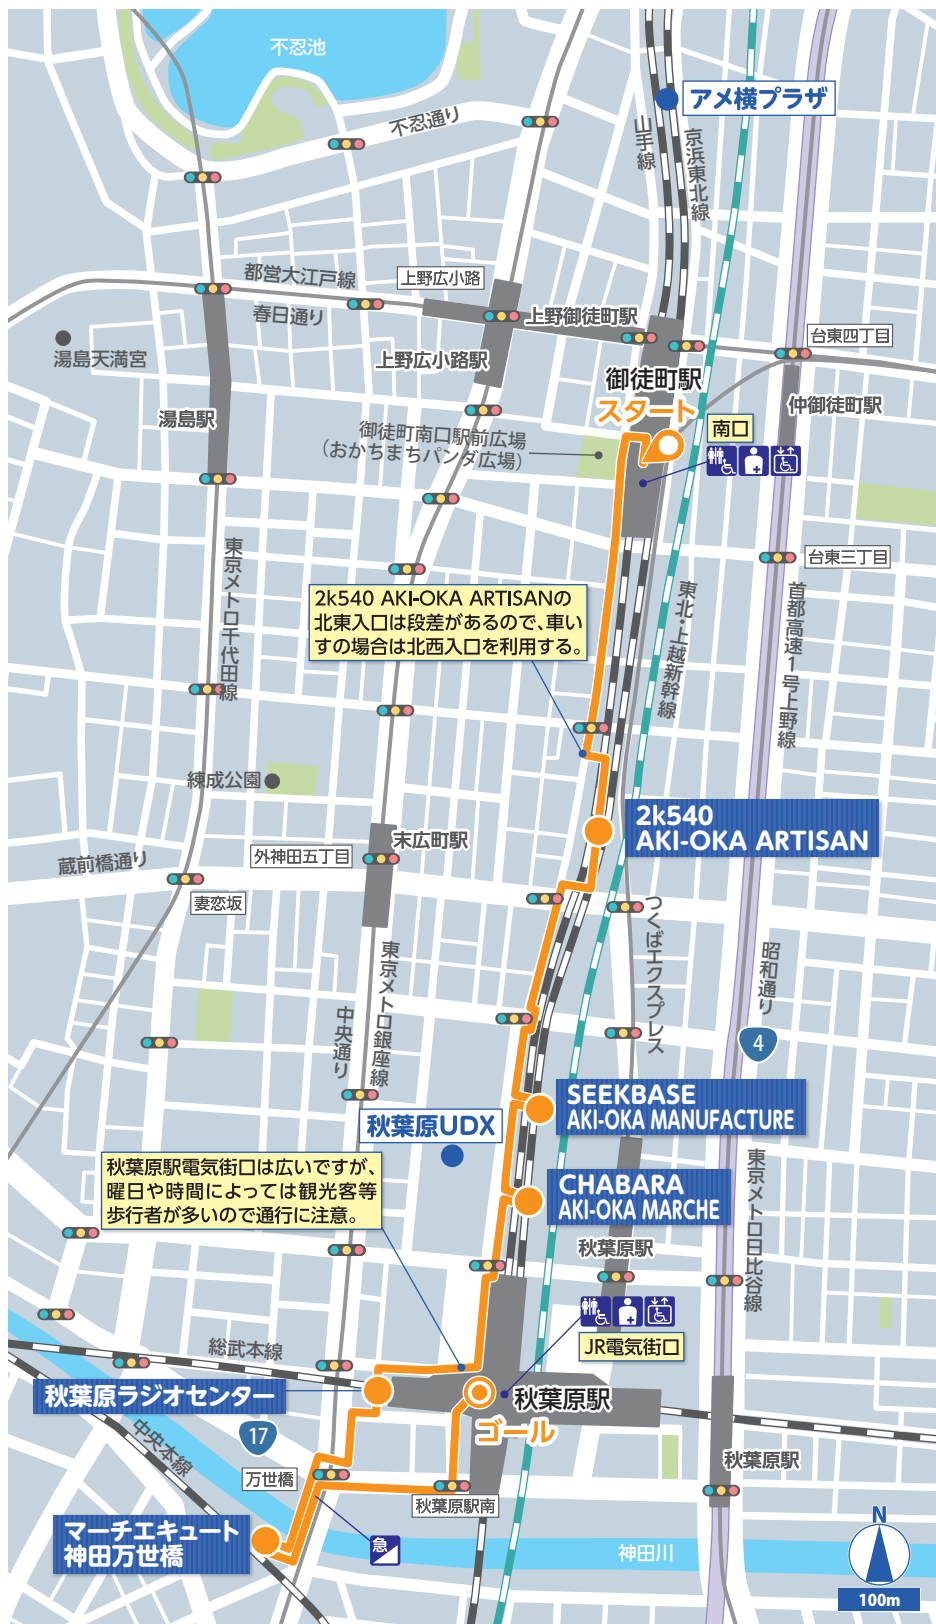 不忍池
不忍通り
アメ横プラザ
山手線
京浜東北線
都営大江戸線
春日通り
上野広小路
上野御徒町駅
上野広小路駅
台東四丁目
湯島天満宮
湯島駅
御徒町駅
スタート
仲御徒町駅
南口
御徒町南口駅前広場
(おかちまちパンダ広場)
東京メトロ千代田線
台東三丁目
2k540 AKI-OKA ARTISANの
北東入口は段差があるので、車い
すの場合は北西入口を利用する。
東北・上越新幹線
首都高速1号上野線
練成公園
2k540
AKI-OKA ARTISAN
末広町駅
外神田五丁目
蔵前橋通り
妻恋坂
つくばエクスプレス
昭和通り
4
東京メトロ銀座線
中央通り
秋葉原UDX
SEEKBASE
AKI-OKA MANUFACTURE
秋葉原駅電気街口は広いですが、
曜日や時間によっては観光客等
歩行者が多いので通行に注意。
CHABARA
AKI-OKA MARCHE
東京メトロ日比谷線
秋葉原駅
JR電気街口
総武本線
秋葉原ラジオセンター
秋葉原駅
ゴール
17
中央本線
万世橋
秋葉原駅
秋葉原駅南
マーチエキュート
神田万世橋
急
神田川
N
100m